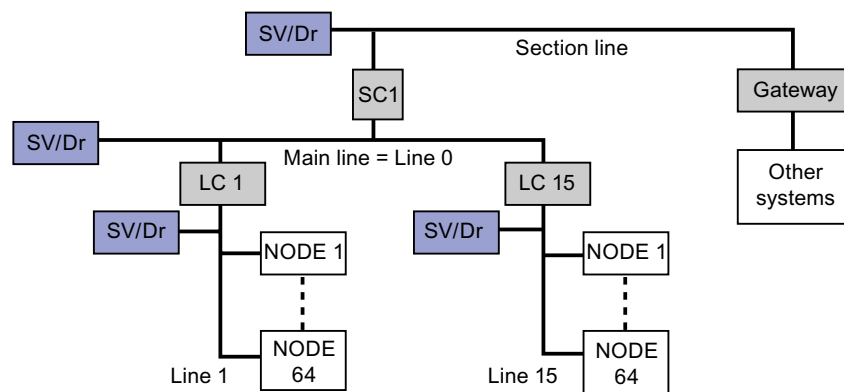 SV/Dr
Section line
SC1
Gateway
SV/Dr
Main line = Line 0
Other
systems
LC 1
LC 15
SV/Dr
SV/Dr
NODE 1
NODE 1
NODE
64
NODE
64
Line 1
Line 15